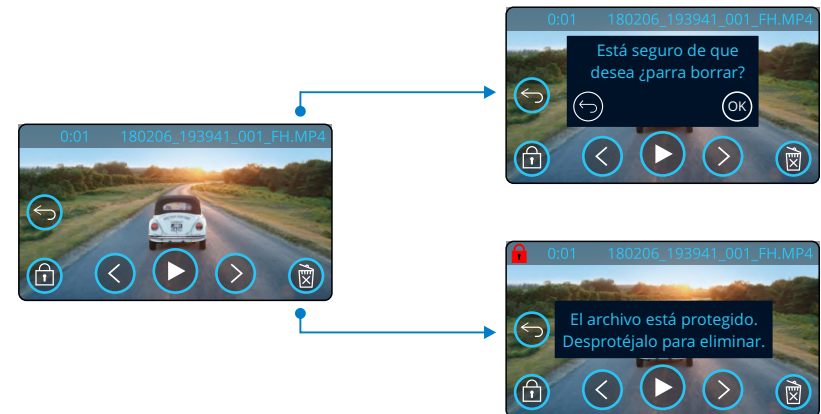 0:01 180206_193941_001_FH.MP4
0:01 180206_193941_001_FH.MP4
Está seguro de que
desea ¿parra borrar?
OK
0:01 180206_193941_001_FH.MP4
El archivo está protegido.
Desprotéjalo para eliminar.